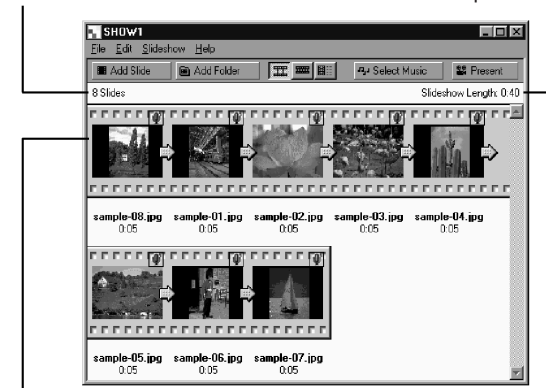 SHOW1
File Edit Slideshow Help
Add Slide Add Folder Select Music Present
8 Slides Slideshow Length: 0:40
sample-08.jpg sample-01.jpg sample-02.jpg sample-03.jpg sample-04.jpg
0:05 0:05 0:05 0:05 0:05
sample-05.jpg sample-06.jpg sample-07.jpg
0:05 0:05 0:05